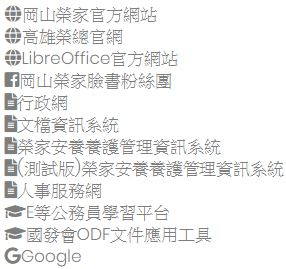 岡山榮家官方網站
高雄榮總官網
LibreOffice官方網站
岡山榮家臉書粉絲團
行政網
文檔資訊系統
榮家安養養護管理資訊系統
(測試版)榮家安養養護管理資訊系統
人事服務網
E等公務員學習平台
國發會ODF文件應用工具
Google